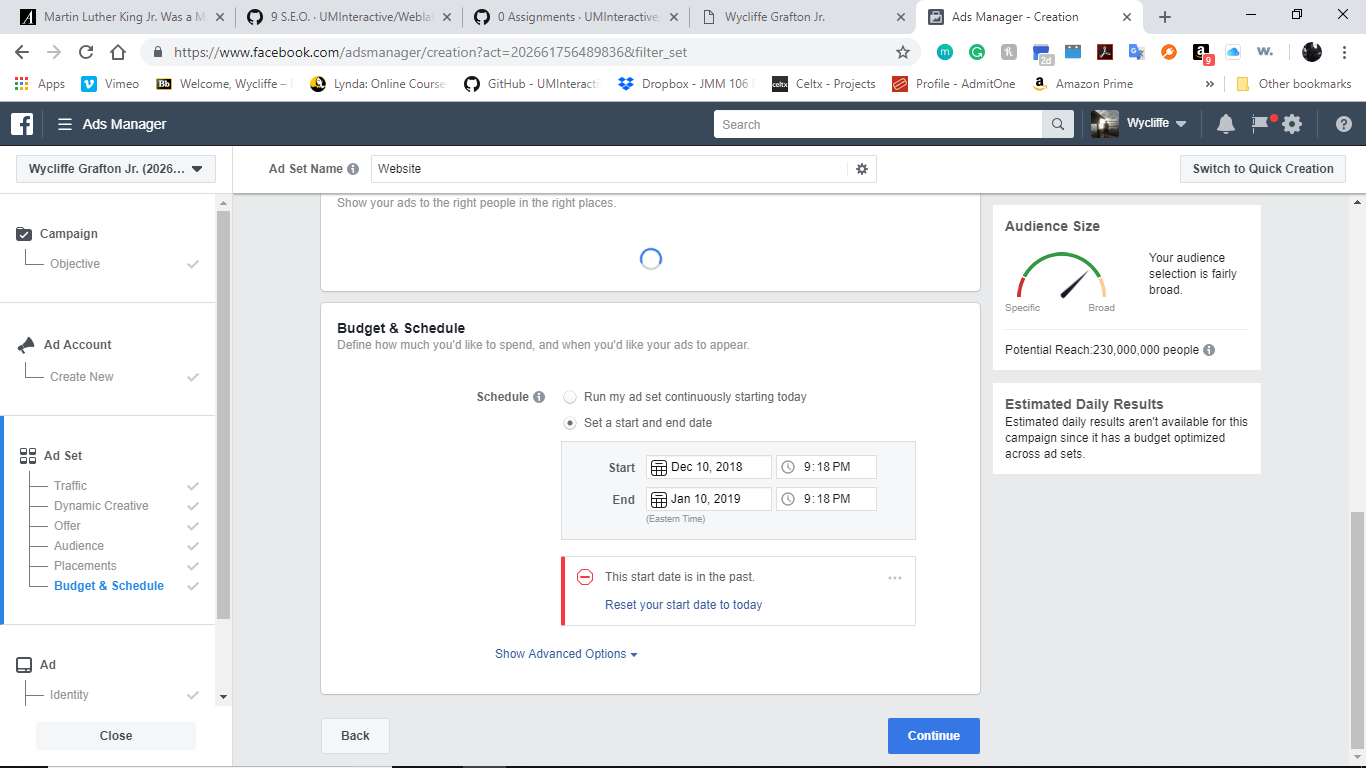 Martin Luther King Jr. Was a M
9 S.E.O. · UMInteractive/Webla
0 Assignments · UMInteractive
Wycliffe Grafton Jr.
Ads Manager - Creation
https://www.facebook.com/adsmanager/creation?act=2026617564898368&filter_set
2d
9
w.
Apps
Vimeo
Bb
Welcome, Wycliffe –
Lynda: Online Course
GitHub - UMInteracti
Dropbox - JMM 106
celtx
Celtx - Projects
Profile - AdmitOne
Amazon Prime
»
Other bookmarks
Ads Manager
Search
Wycliffe
Wycliffe Grafton Jr. (2026...
Ad Set Name
Website
Switch to Quick Creation
Campaign
Objective
Ad Account
Create New
Ad Set
Traffic
Dynamic Creative
Offer
Audience
Placements
Budget & Schedule
Ad
Identity
Close
Show your ads to the right people in the right places.
Budget & Schedule
Define how much you'd like to spend, and when you'd like your ads to appear.
Schedule
Run my ad set continuously starting today
Set a start and end date
Start
Dec 10, 2018
9:18 PM
End
Jan 10, 2019
9:18 PM
(Eastern Time)
This start date is in the past.
Reset your start date to today
Show Advanced Options
Back
Continue
Audience Size
Specific
Broad
Your audience
selection is fairly
broad.
Potential Reach:230,000,000 people
Estimated Daily Results
Estimated daily results aren't available for this
campaign since it has a budget optimized
across ad sets.